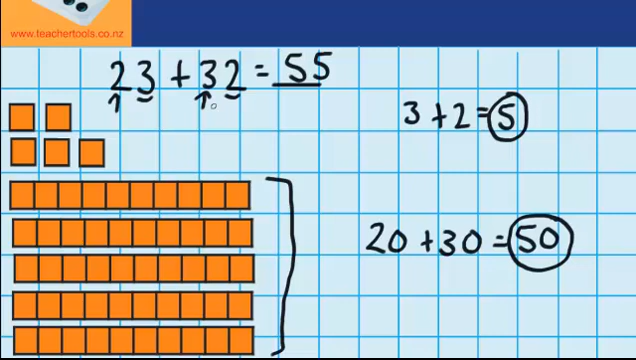 www.teachertools.co.nz
23 + 32 = 55
3 + 2 = 5
20 + 30 = 50